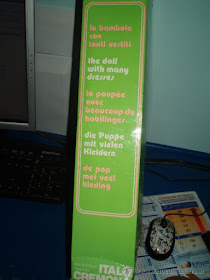 la bambola
con
tanti vestiti
the doll
with many
dresses
la poupée
avec
beaucoup de
habillages
die Puppe
mit vielen
Kleidern
de pop
met veel
kleding
ITALO
CREMONA